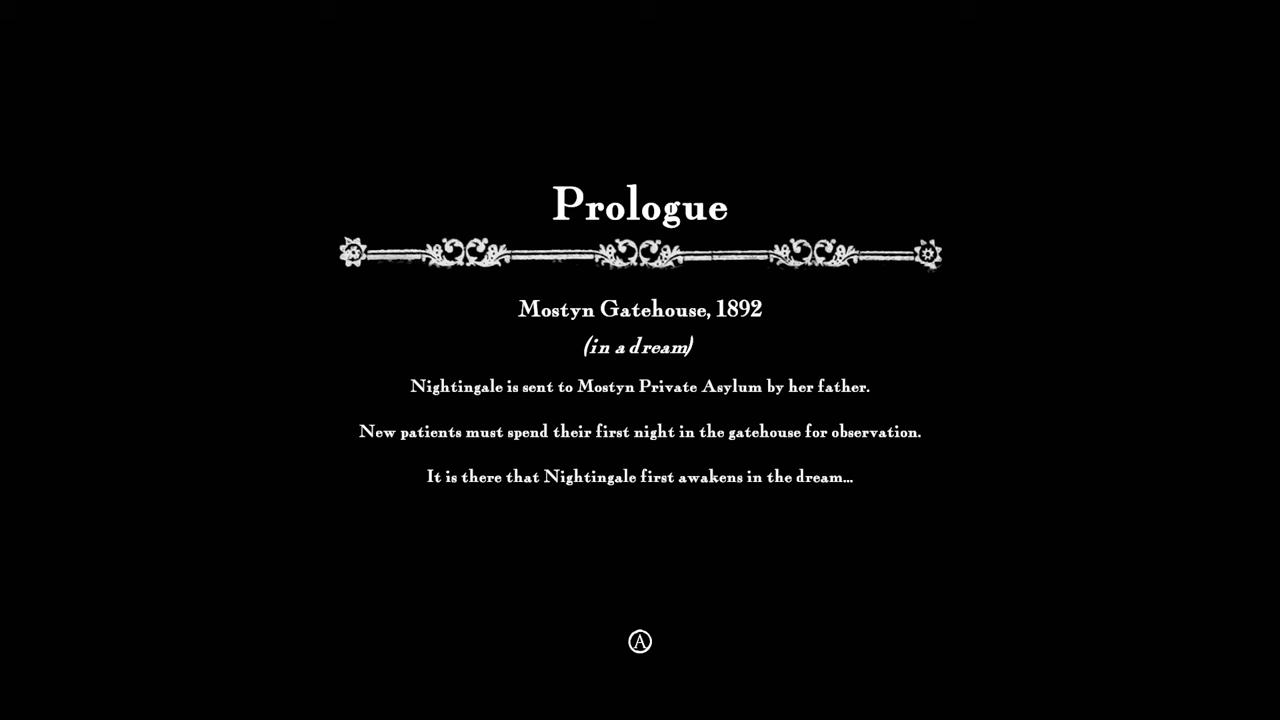 Prologue
Mostyn Gatehouse, 1892
(in a dream)
Nightingale is sent to Mostyn Private Asylum by her father.
New patients must spend their first night in the gatehouse for observation.
It is there that Nightingale first awakens in the dream...
A